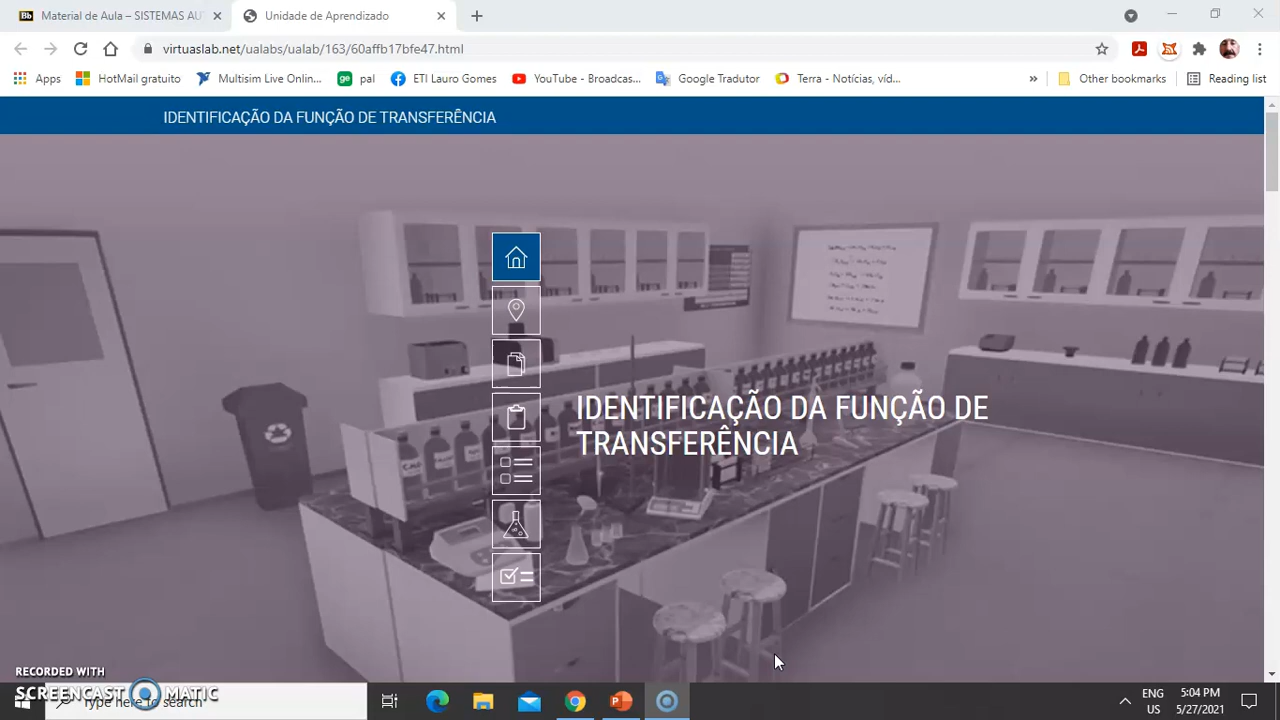 Material de Aula – SISTEMAS AUT
Unidade de Aprendizado
virtuaslab.net/ualabs/ualab/163/60affb17bfe47.html
Apps
HotMail gratuito
Multisim Live Onlin...
pal
ETI Lauro Gomes
YouTube - Broadcas...
Google Tradutor
Terra - Notícias, víd...
»
Other bookmarks
Reading list
IDENTIFICAÇÃO DA FUNÇÃO DE TRANSFERÊNCIA
IDENTIFICAÇÃO DA FUNÇÃO DE
TRANSFERÊNCIA
RECORDED WITH
SCREENCAST MATIC
Type here to search
ENG
US
5:04 PM
5/27/2021